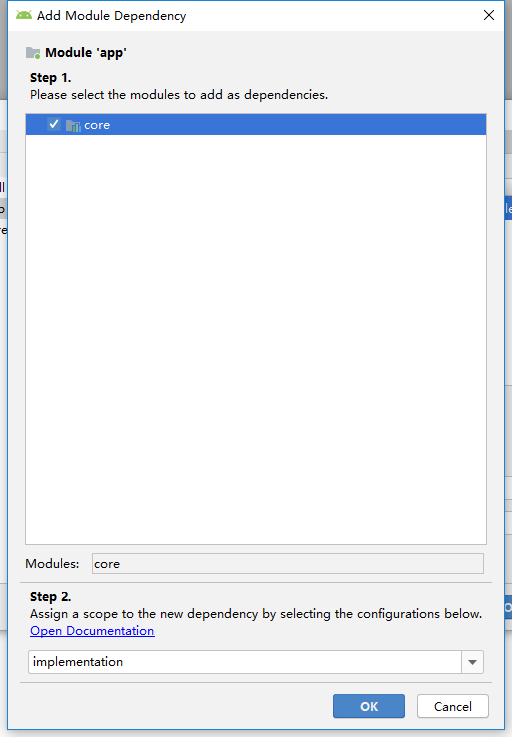 Add Module Dependency
Module 'app'
Step 1.
Please select the modules to add as dependencies.
core
Modules: core
Step 2.
Assign a scope to the new dependency by selecting the configurations below.
Open Documentation
implementation
OK
Cancel